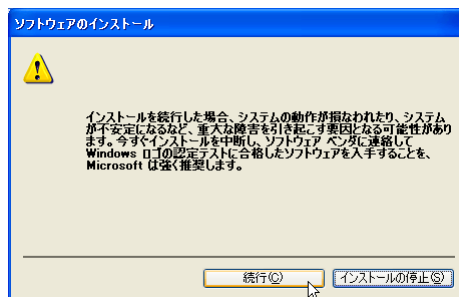 ソフトウェアのインストール
インストールを続行した場合、システムの動作が損なわれたり、システム
が不安定になるなど、重大な障害を引き起こす要因となる可能性があり
ます。今すぐインストールを中断し、ソフトウェア ベンダに連絡して
Windows ロゴの認定テストに合格したソフトウェアを入手することを、
Microsoft は強く推奨します。
続行(C)
インストールの停止(S)